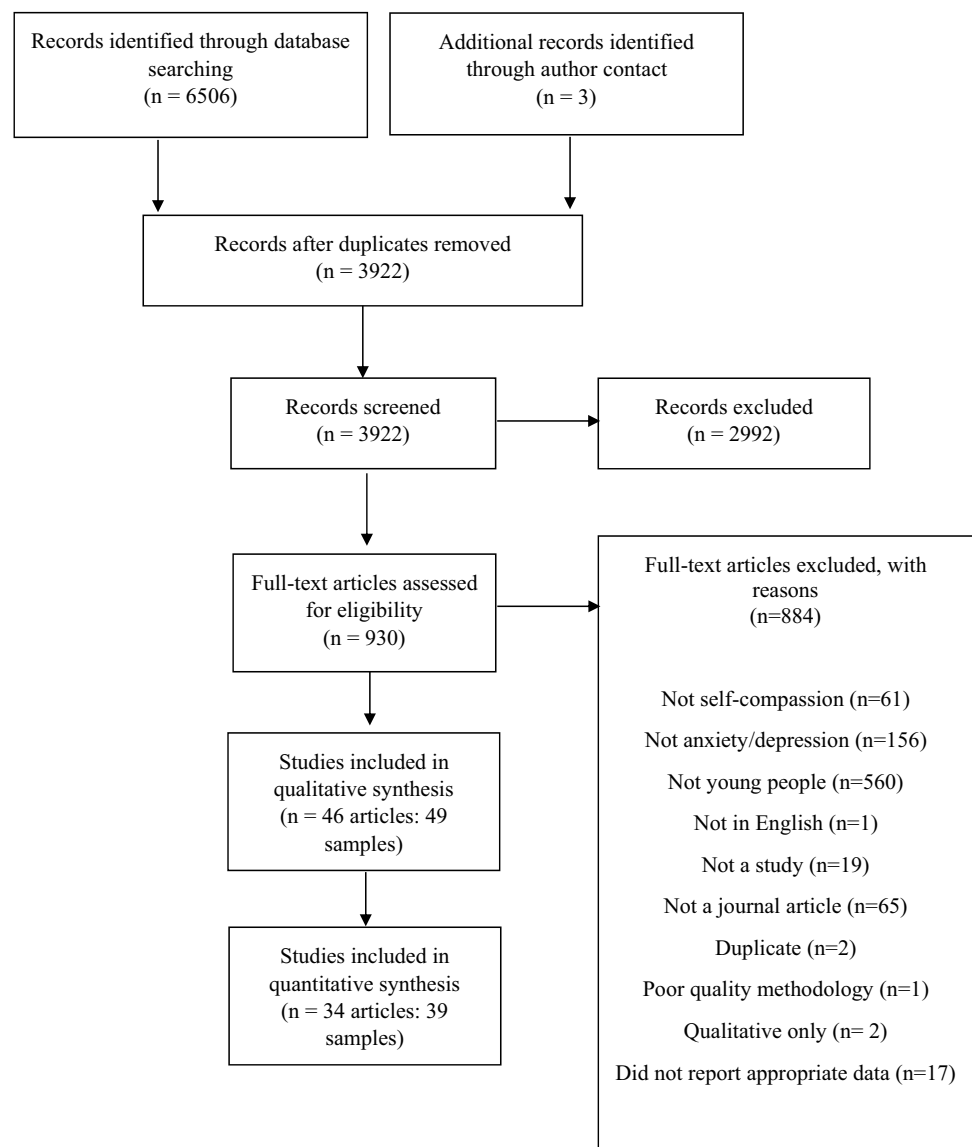 Records identified through database
searching
(n = 6506)
Additional records identified
through author contact
(n = 3)
Records after duplicates removed
(n = 3922)
Records screened
(n = 3922)
Records excluded
(n = 2992)
Full-text articles assessed
for eligibility
(n = 930)
Full-text articles excluded, with
reasons
(n=884)
Not self-compassion (n=61)
Not anxiety/depression (n=156)
Not young people (n=560)
Not in English (n=1)
Not a study (n=19)
Not a journal article (n=65)
Duplicate (n=2)
Poor quality methodology (n=1)
Qualitative only (n= 2)
Did not report appropriate data (n=17)
Studies included in
qualitative synthesis
(n = 46 articles: 49
samples)
Studies included in
quantitative synthesis
(n = 34 articles: 39
samples)